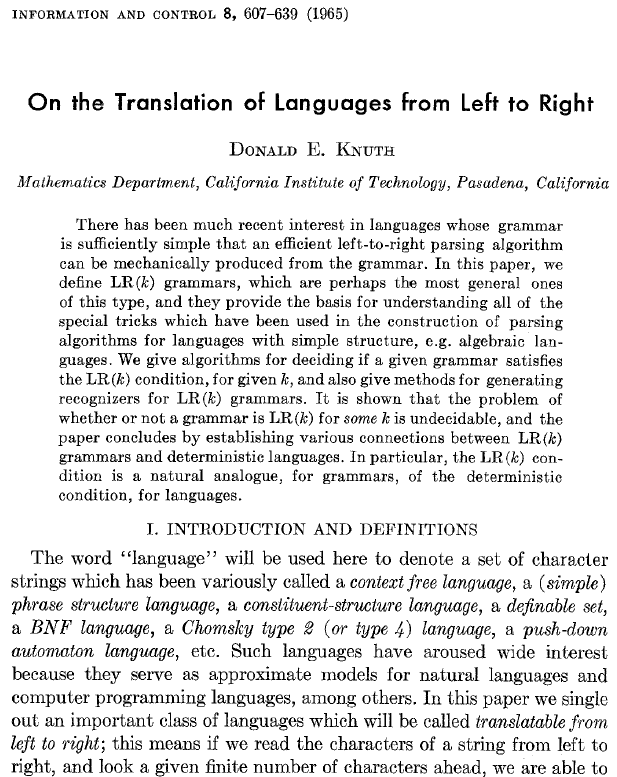 INFORMATION AND CONTROL 8, 607–639 (1965)
On the Translation of Languages from Left to Right
DONALD E. KNUTH
Mathematics Department, California Institute of Technology, Pasadena, California
There has been much recent interest in languages whose grammar
is sufficiently simple that an efficient left-to-right parsing algorithm
can be mechanically produced from the grammar. In this paper, we
define LR(k) grammars, which are perhaps the most general ones
of this type, and they provide the basis for understanding all of the
special tricks which have been used in the construction of parsing
algorithms for languages with simple structure, e.g. algebraic lan-
guages. We give algorithms for deciding if a given grammar satisfies
the LR(k) condition, for given k, and also give methods for generating
recognizers for LR(k) grammars. It is shown that the problem of
whether or not a grammar is LR(k) for some k is undecidable, and the
paper concludes by establishing various connections between LR(k)
grammars and deterministic languages. In particular, the LR(k) con-
dition is a natural analogue, for grammars, of the deterministic
condition, for languages.
I. INTRODUCTION AND DEFINITIONS
The word "language" will be used here to denote a set of character
strings which has been variously called a context free language, a (simple)
phrase structure language, a constituent-structure language, a definable set,
a BNF language, a Chomsky type 2 (or type 4) language, a push-down
automaton language, etc. Such languages have aroused wide interest
because they serve as approximate models for natural languages and
computer programming languages, among others. In this paper we single
out an important class of languages which will be called translatable from
left to right; this means if we read the characters of a string from left to
right, and look a given finite number of characters ahead, we are able to